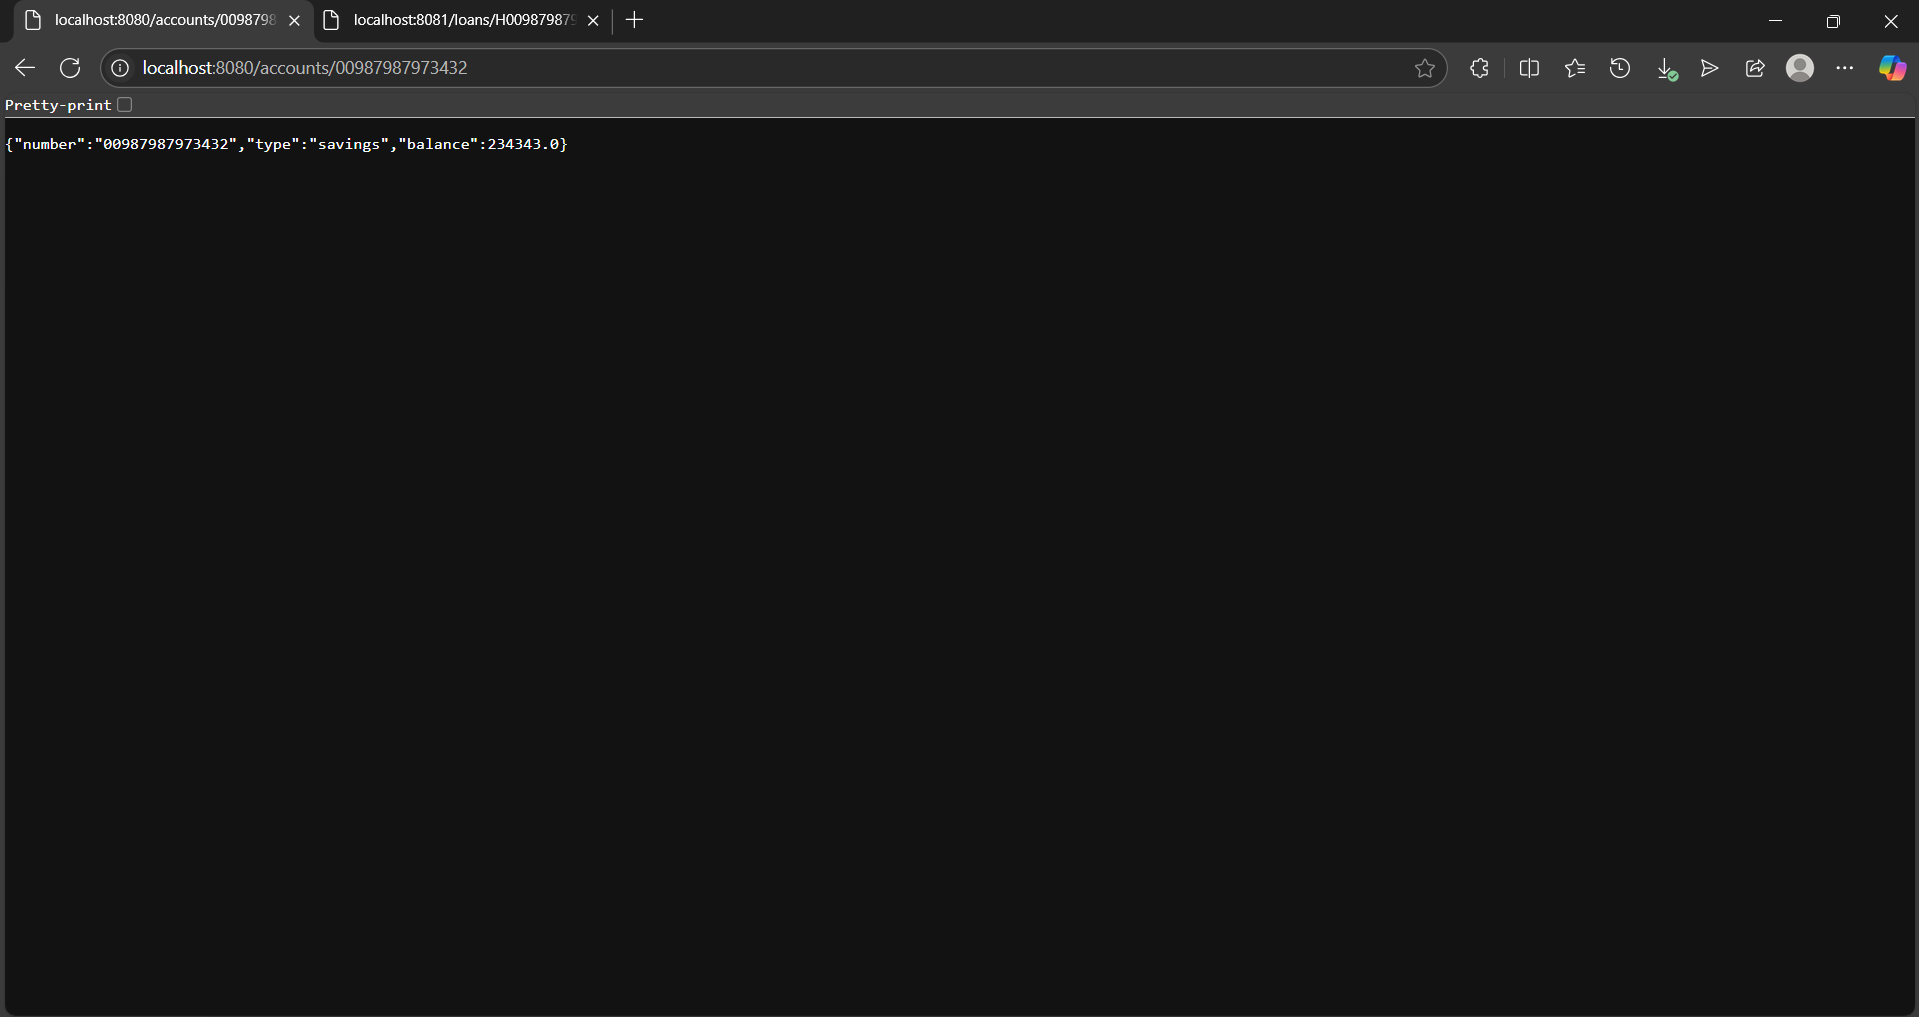 localhost:8080/accounts/0098798
localhost:8081/loans/H00987987
localhost:8080/accounts/00987987973432
Pretty-print
{"number":"00987987973432","type":"savings","balance":234343.0}